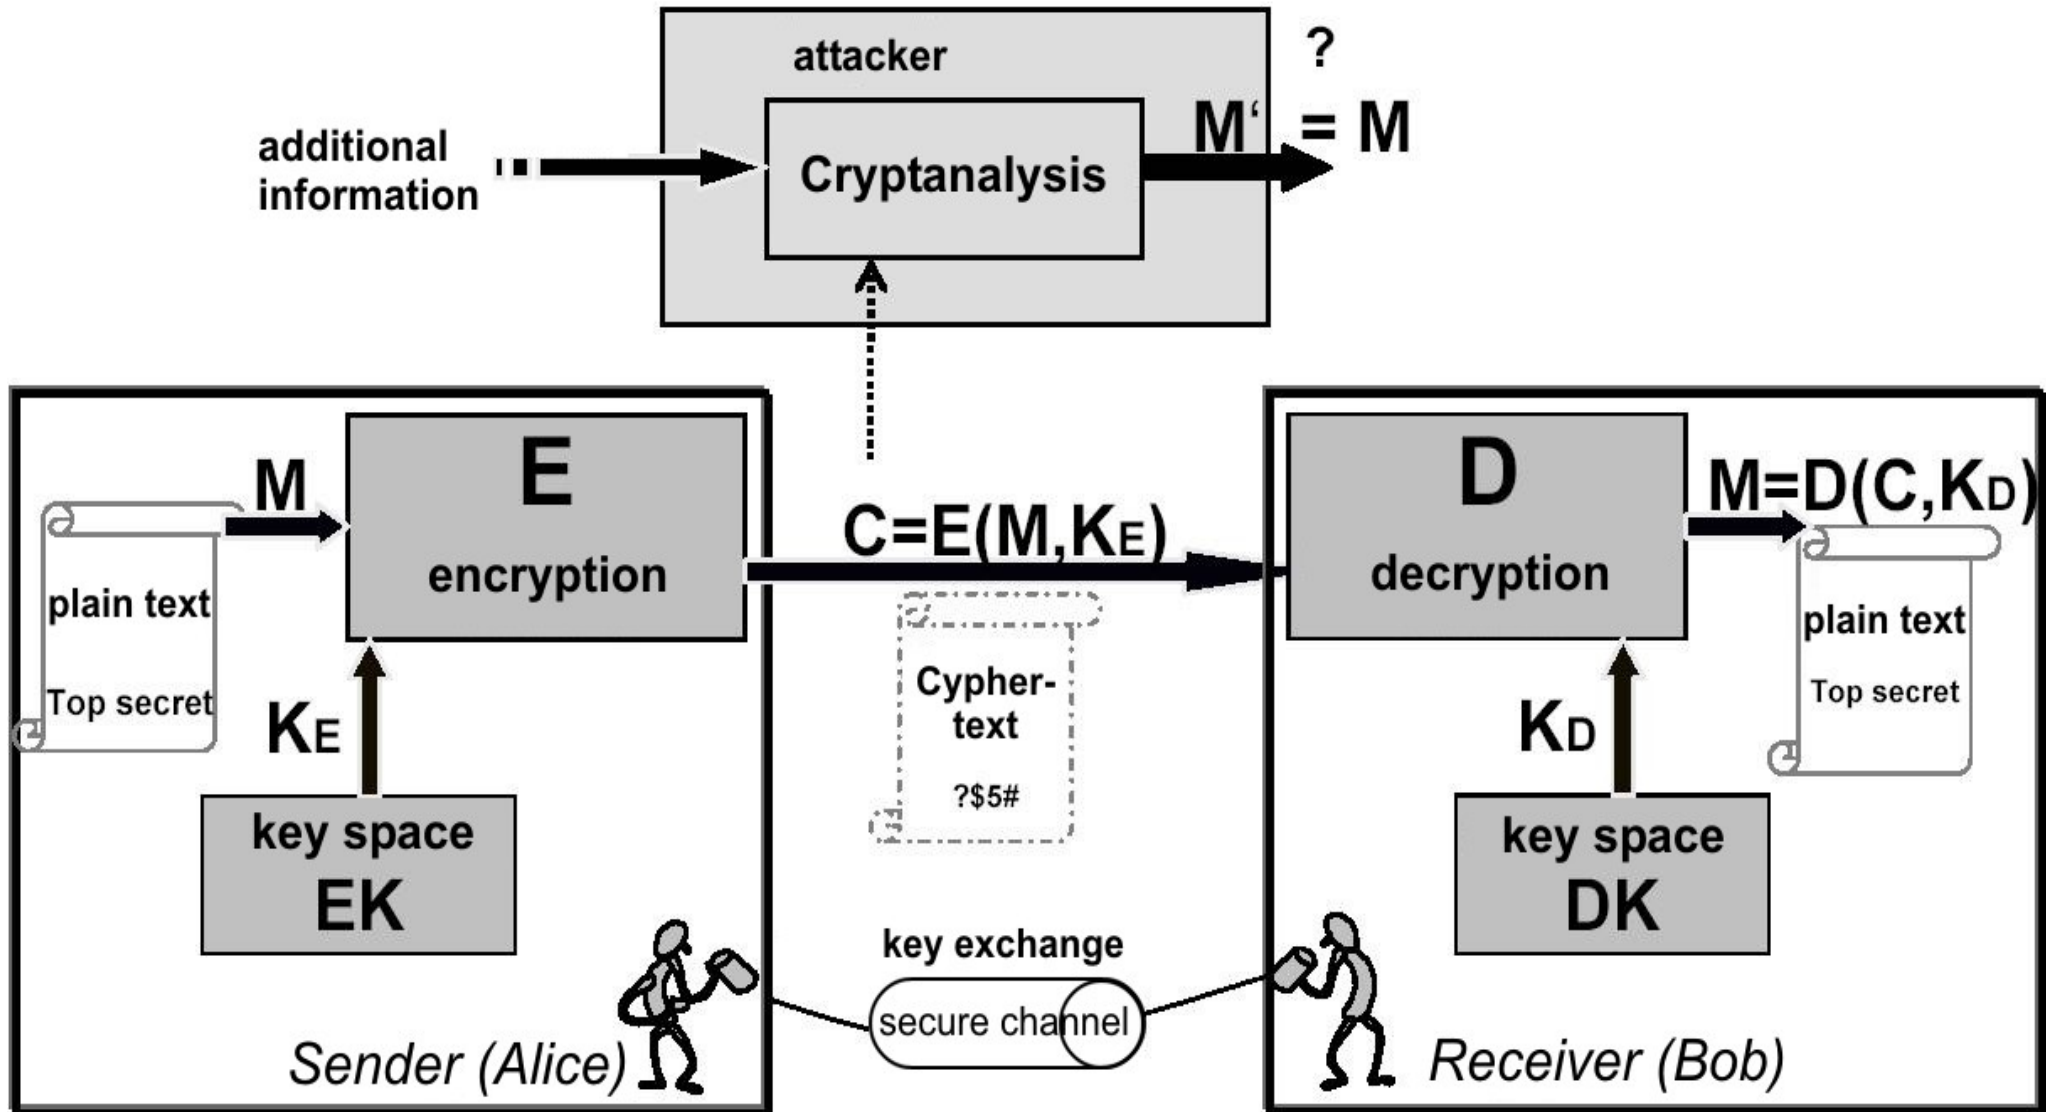 attacker
?
M‘ = M
additional
information
Cryptanalysis
M
E
encryption
plain text
Top secret
KE
key space
EK
Sender (Alice)
C=E(M,KE)
Cypher-
text
?$5#
key exchange
secure channel
D
decryption
M=D(C,KD)
plain text
Top secret
KD
key space
DK
Receiver (Bob)